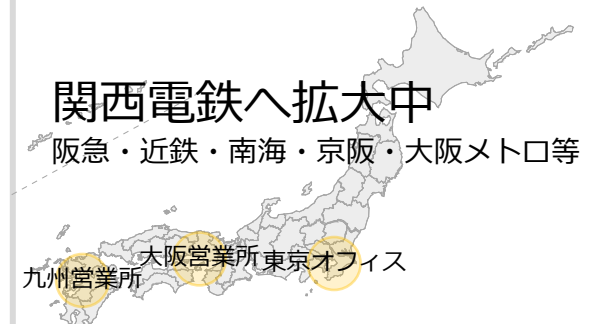 関西電鉄へ拡大中
阪急・近鉄・南海・京阪・大阪メトロ等
大阪営業所
東京オフィス
九州営業所